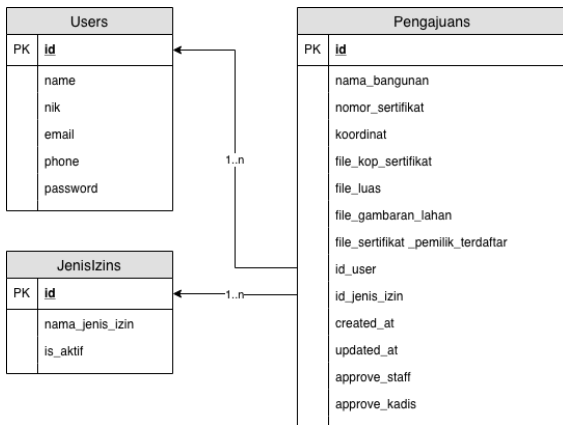 Users
PK id
name
nik
email
phone
password
JenisIzins
PK id
nama_jenis_izin
is_aktif
1..n
1..n
Pengajuans
PK id
nama_bangunan
nomor_sertifikat
koordinat
file_kop_sertifikat
file_luas
file_gambaran_lahan
file_sertifikat _pemilik_terdaftar
id_user
id_jenis_izin
created_at
updated_at
approve_staff
approve_kadis